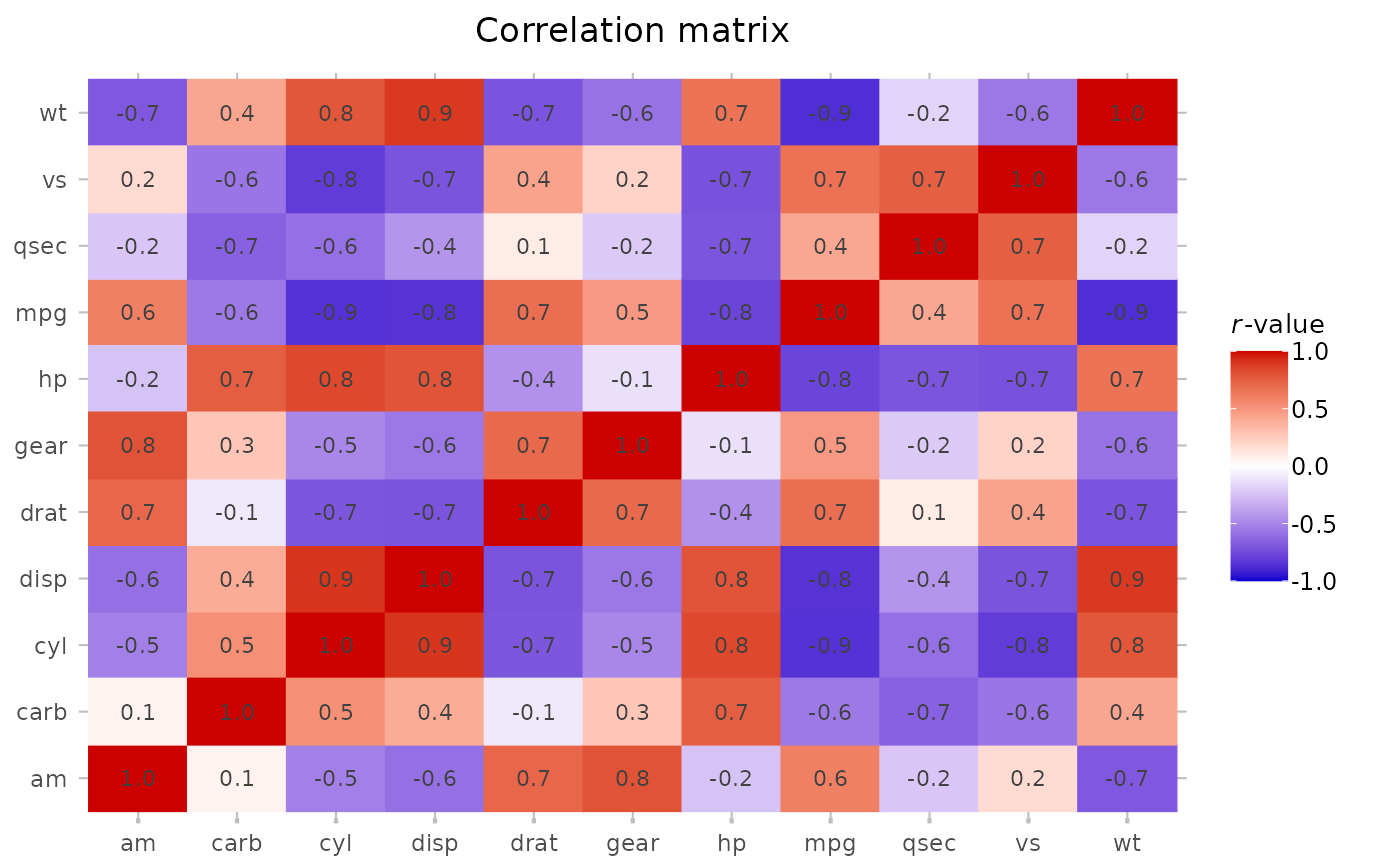 Correlation matrix
wt -0.7 0.4 0.8 0.9 -0.7 -0.6 0.7 -0.9 -0.2 -0.6 1.0
vs 0.2 -0.6 -0.8 -0.7 0.4 0.2 -0.7 0.7 0.7 1.0 -0.6
qsec -0.2 -0.7 -0.6 -0.4 0.1 -0.2 -0.7 0.4 1.0 0.7 -0.2
mpg 0.6 -0.6 -0.9 -0.8 0.7 0.5 -0.8 1.0 0.4 0.7 -0.9
hp -0.2 0.7 0.8 0.8 -0.4 -0.1 1.0 -0.8 -0.7 -0.7 0.7
gear 0.8 0.3 -0.5 -0.6 0.7 1.0 -0.1 0.5 -0.2 0.2 -0.6
drat 0.7 -0.1 -0.7 -0.7 1.0 0.7 -0.4 0.7 0.1 0.4 -0.7
disp -0.6 0.4 0.9 1.0 -0.7 -0.6 0.8 -0.8 -0.4 -0.7 0.9
cyl -0.5 0.5 1.0 0.9 -0.7 -0.5 0.8 -0.9 -0.6 -0.8 0.8
carb 0.1 1.0 0.5 0.4 -0.1 0.3 0.7 -0.6 -0.7 -0.6 0.4
am 1.0 0.1 -0.5 -0.6 0.7 0.8 -0.2 0.6 -0.2 0.2 -0.7
am carb cyl disp drat gear hp mpg qsec vs wt
r-value
1.0
0.5
0.0
-0.5
-1.0